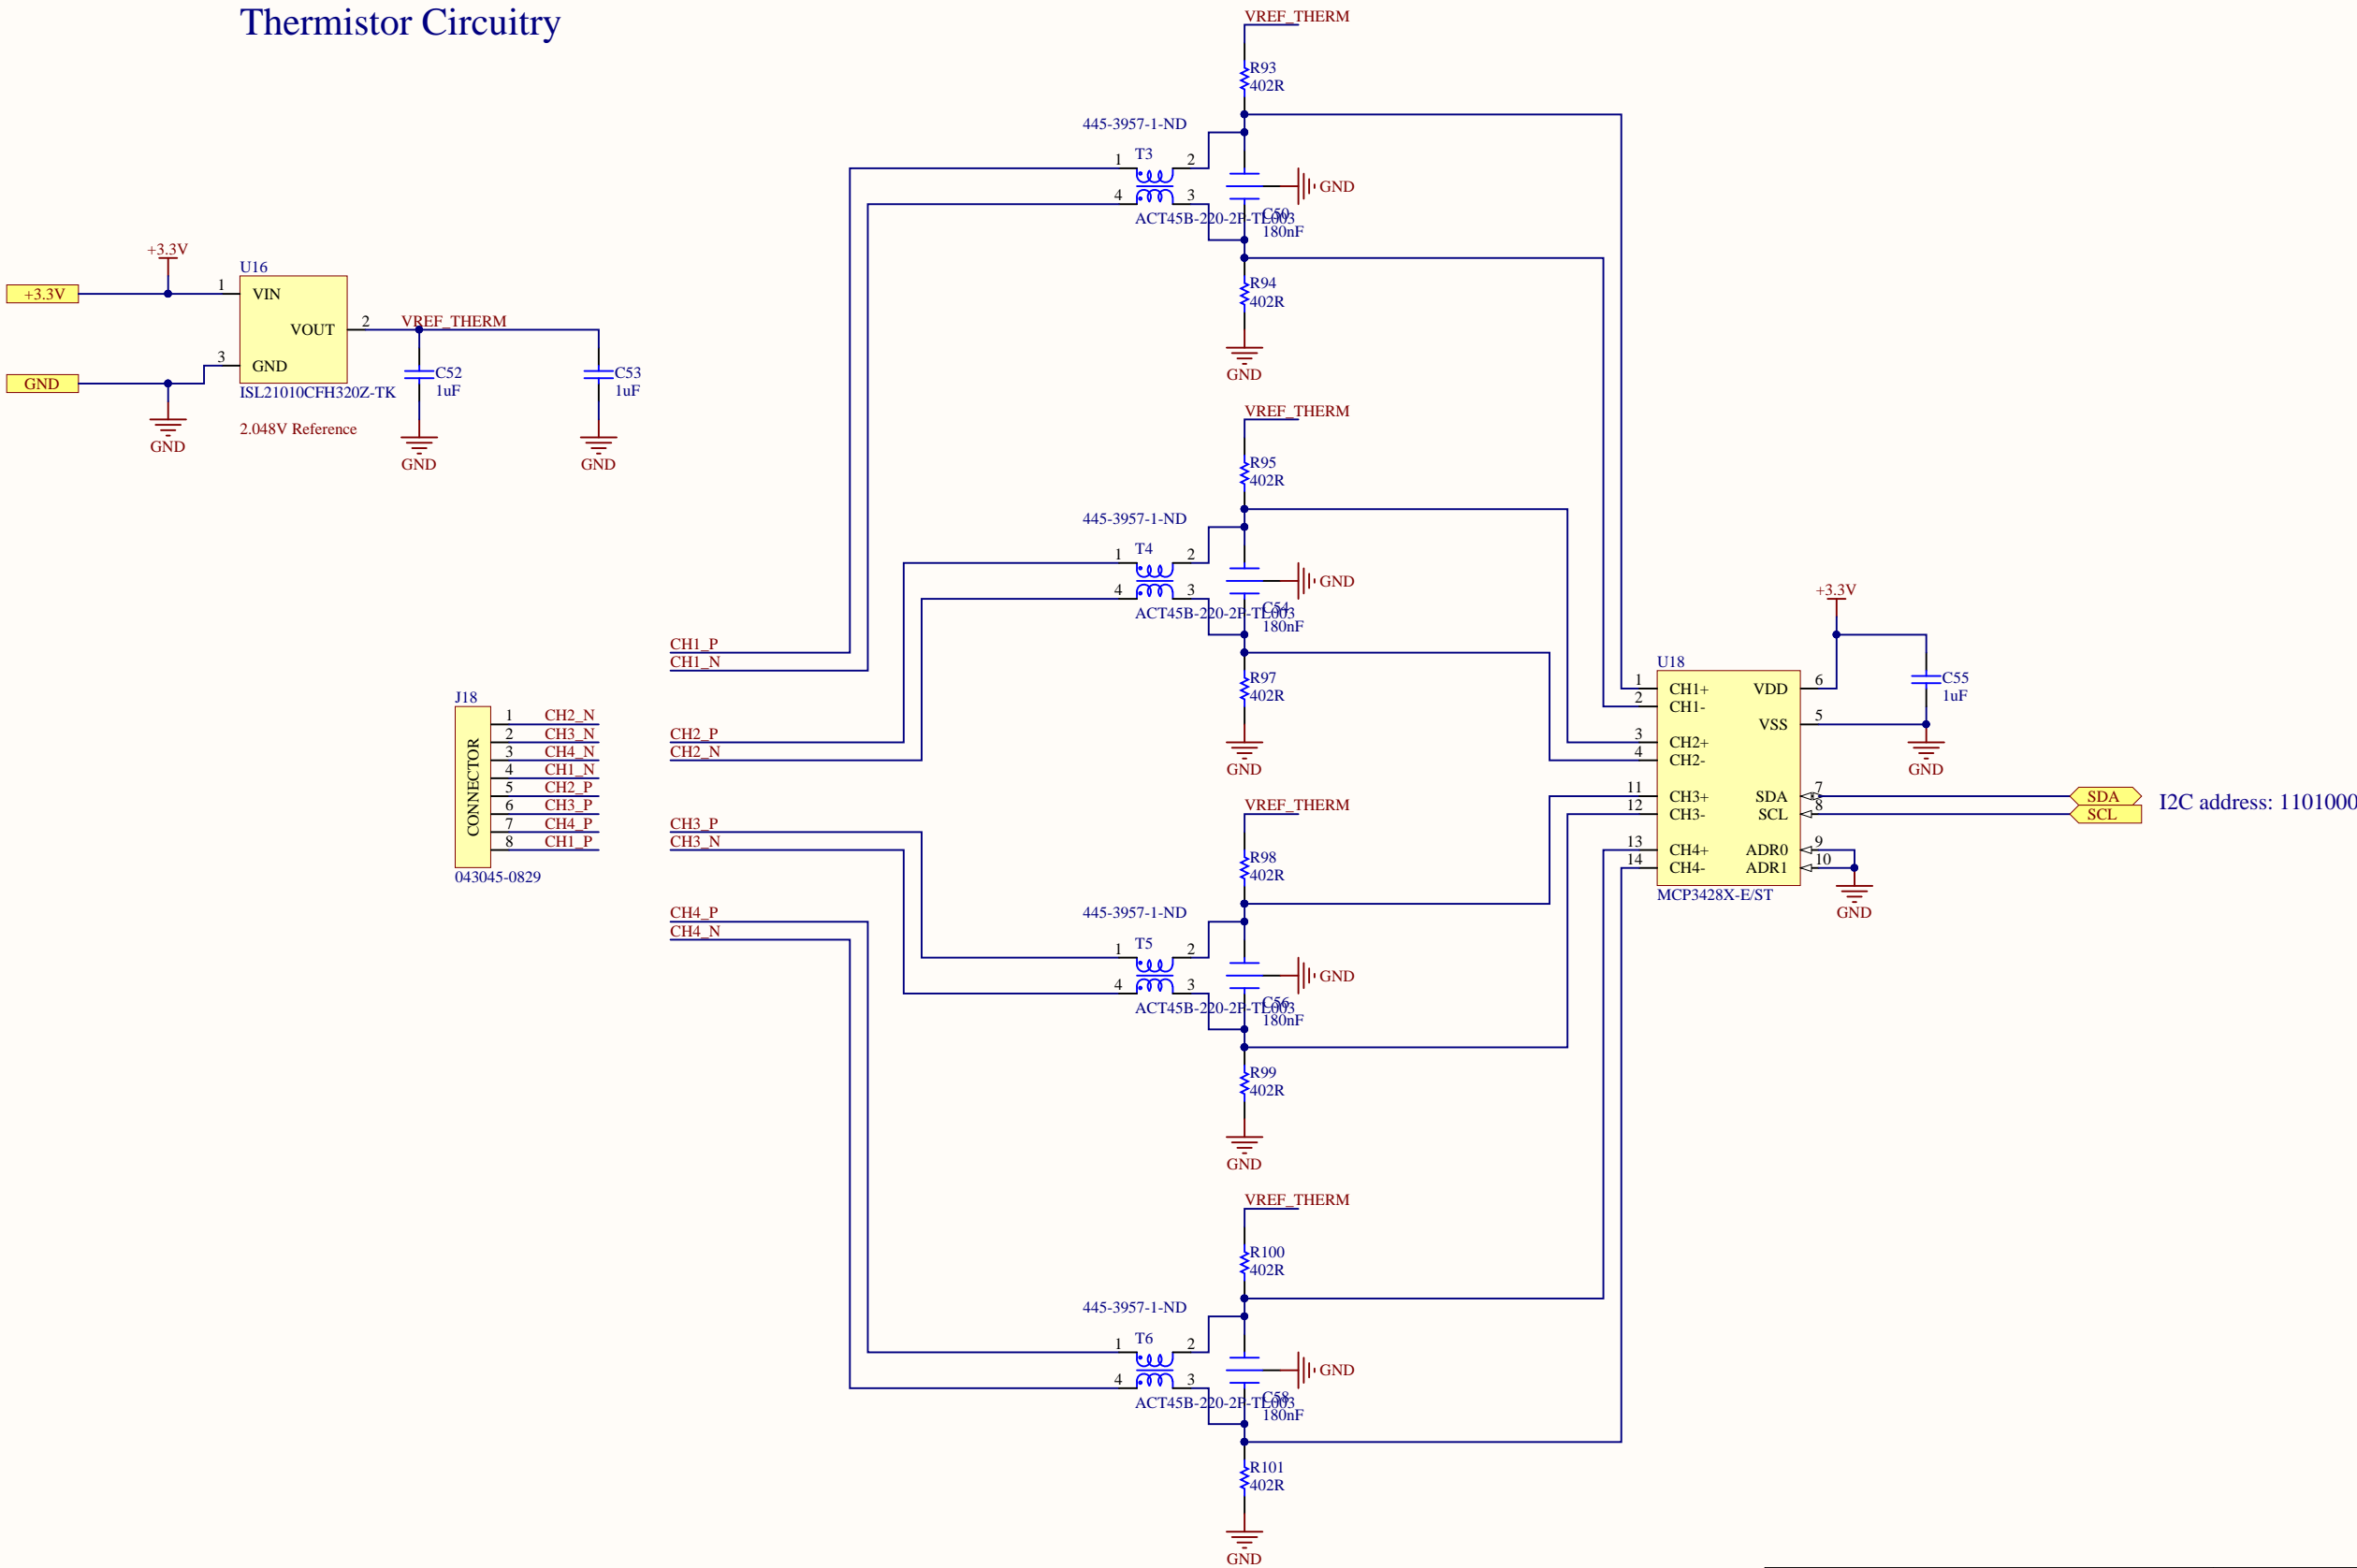 Thermistor Circuitry
+3.3V
+3.3V
GND
GND
U16
1
VIN
VOUT
2
3
GND
ISL21010CFH320Z-TK
2.048V Reference
VREF_THERM
C52
1uF
GND
C53
1uF
GND
J18
CONNECTOR
1 CH2_N
2 CH3_N
3 CH4_N
4 CH1_N
5 CH2_P
6 CH3_P
7 CH4_P
8 CH1_P
043045-0829
CH1_P
CH1_N
CH2_P
CH2_N
CH3_P
CH3_N
CH4_P
CH4_N
VREF_THERM
R93
402R
445-3957-1-ND
T3
1 2
4 3
ACT45B-220-2P-TL003
GND
C50
180nF
R94
402R
GND
VREF_THERM
R95
402R
445-3957-1-ND
T4
1 2
4 3
ACT45B-220-2P-TL003
GND
C54
180nF
R97
402R
GND
VREF_THERM
R98
402R
445-3957-1-ND
T5
1 2
4 3
ACT45B-220-2P-TL003
GND
C56
180nF
R99
402R
GND
VREF_THERM
R100
402R
445-3957-1-ND
T6
1 2
4 3
ACT45B-220-2P-TL003
GND
C58
180nF
R101
402R
GND
U18
1 CH1+
2 CH1-
3 CH2+
4 CH2-
11 CH3+
12 CH3-
13 CH4+
14 CH4-
VDD 6
VSS 5
SDA 7
SCL 8
ADR0 9
ADR1 10
MCP3428X-E/ST
+3.3V
C55
1uF
GND
SDA
SCL
I2C address: 1101000
GND